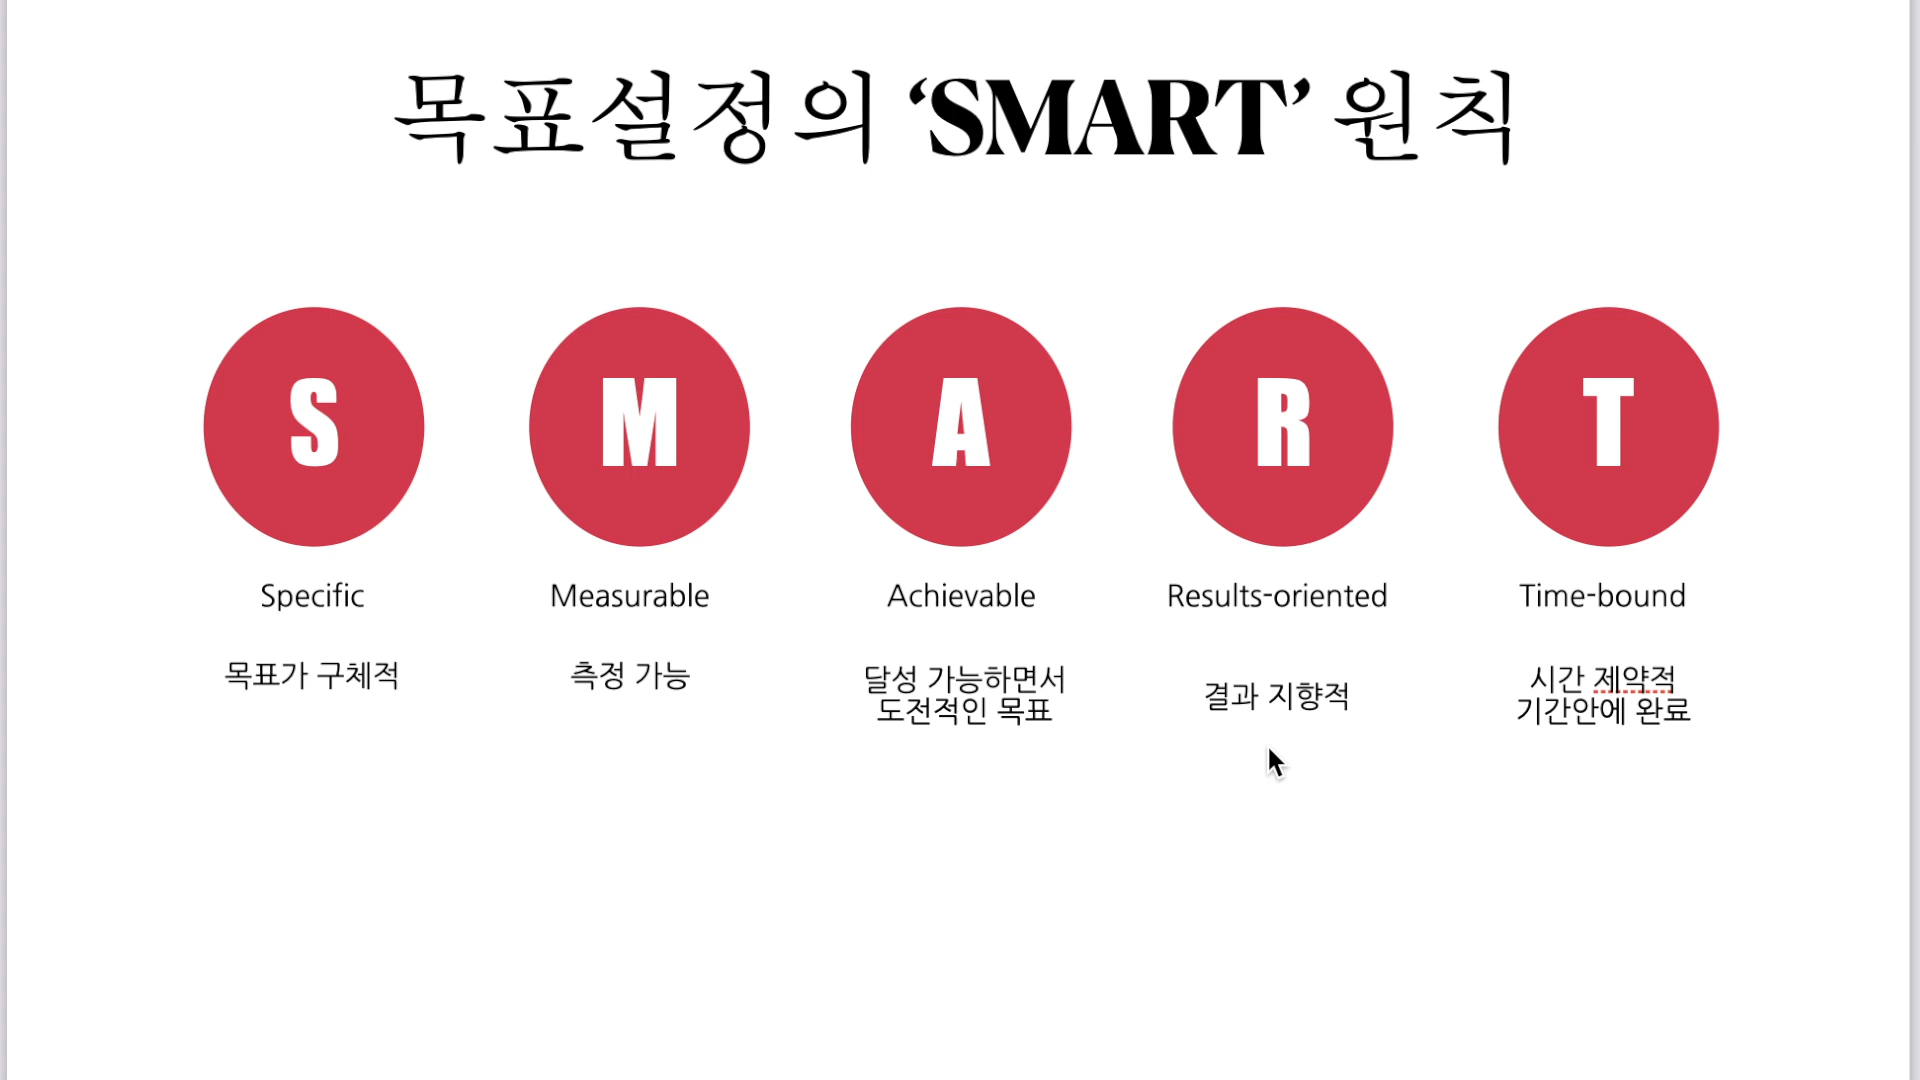 목표설정의 ‘SMART’ 원칙
S
M
A
R
T
Specific
Measurable
Achievable
Results-oriented
Time-bound
목표가 구체적
측정 가능
달성 가능하면서
도전적인 목표
결과 지향적
시간 제약적
기간안에 완료